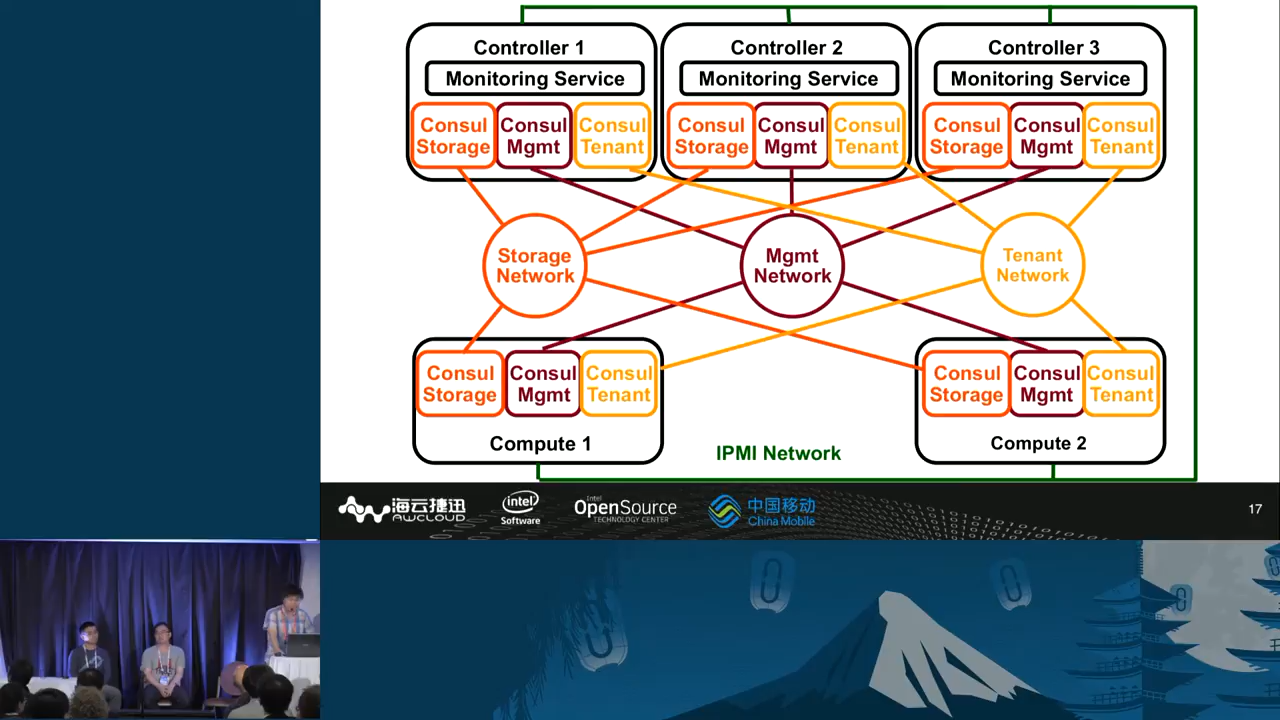 Controller 1
Monitoring Service
Consul
Storage
Consul
Mgmt
Consul
Tenant
Controller 2
Monitoring Service
Consul
Storage
Consul
Mgmt
Consul
Tenant
Controller 3
Monitoring Service
Consul
Storage
Consul
Mgmt
Consul
Tenant
Storage
Network
Mgmt
Network
Tenant
Network
Consul
Storage
Consul
Mgmt
Consul
Tenant
Compute 1
Consul
Storage
Consul
Mgmt
Consul
Tenant
Compute 2
IPMI Network
海云捷迅
AWCLOUD
intel
Software
Intel
OpenSource
TECHNOLOGY CENTER
中国移动
China Mobile
17